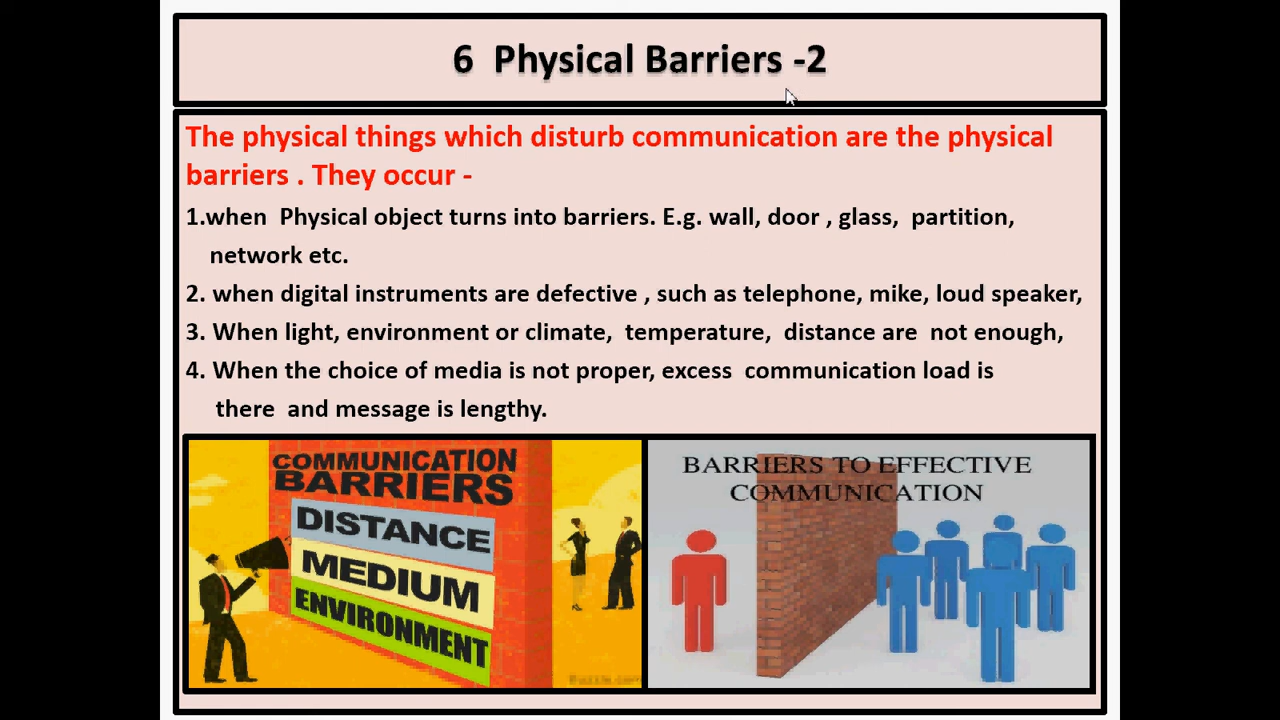 6 Physical Barriers -2
The physical things which disturb communication are the physical
barriers . They occur -
1.when Physical object turns into barriers. E.g. wall, door , glass, partition,
network etc.
2. when digital instruments are defective , such as telephone, mike, loud speaker,
3. When light, environment or climate, temperature, distance are not enough,
4. When the choice of media is not proper, excess communication load is
there and message is lengthy.
COMMUNICATION
BARRIERS
DISTANCE
MEDIUM
ENVIRONMENT
BARRIERS TO EFFECTIVE
COMMUNICATION